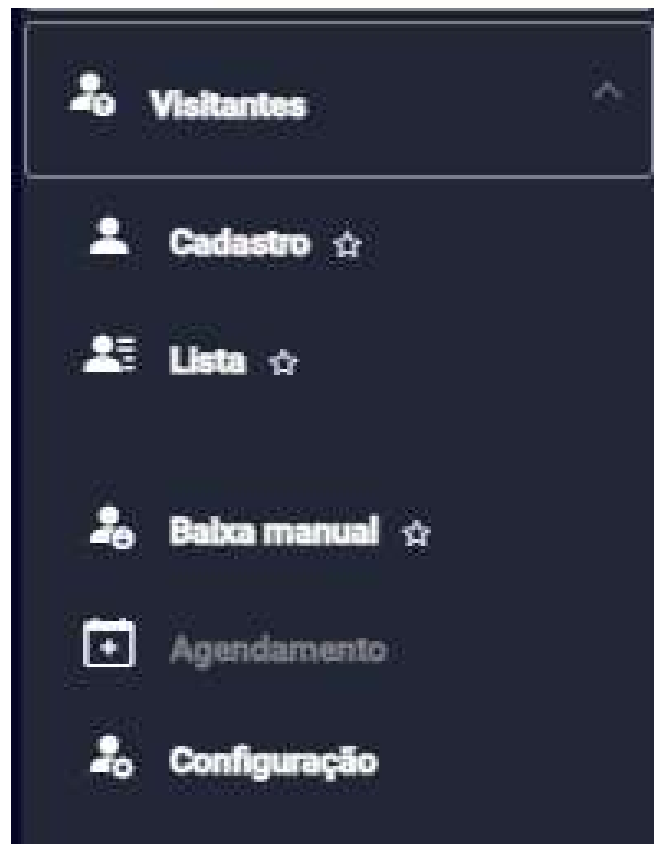 Visitantes
Cadastro
Lista
Baixa manual
Agendamento
Configuração